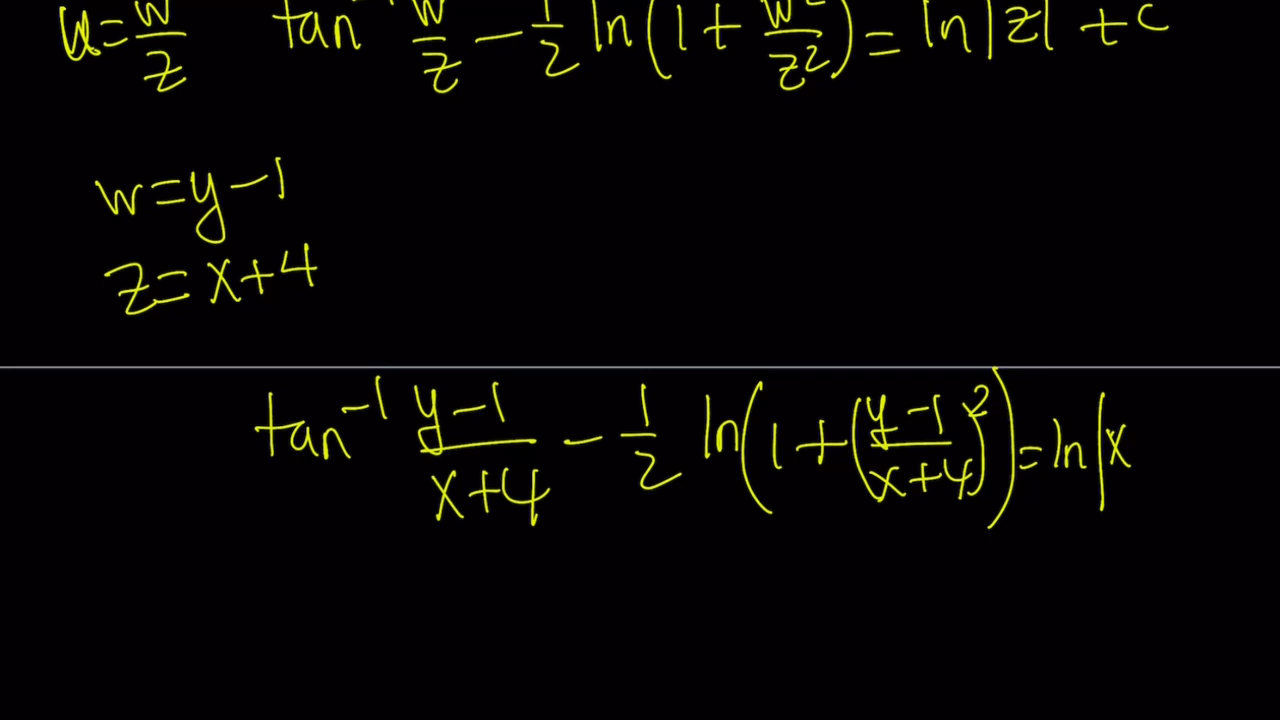 u = w/z tan⁻¹ w/z − 1/2 ln(1 + w²/z²) = ln|z| + c
w = y − 1
z = x + 4
tan⁻¹ (y − 1)/(x + 4) − 1/2 ln(1 + ((y − 1)/(x + 4))²) = ln|x